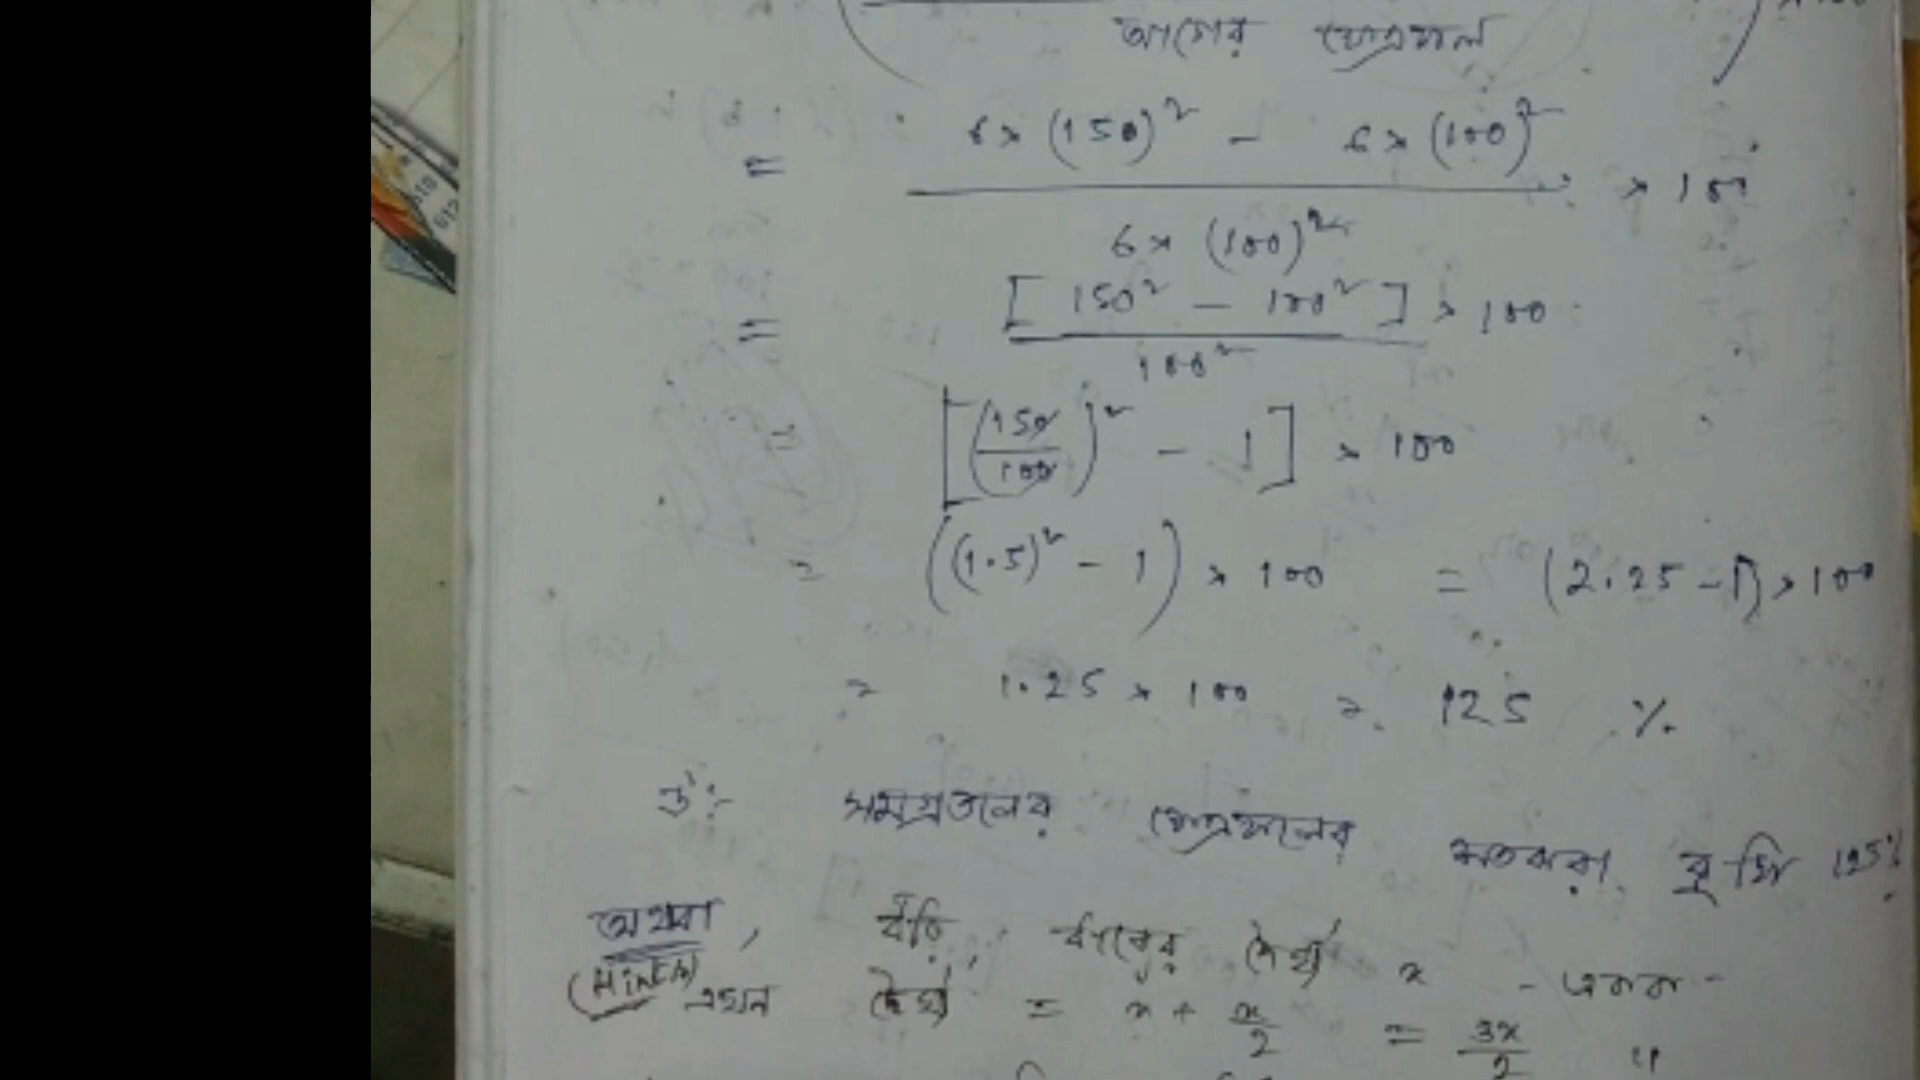 আগের ক্ষেত্রফল
= 6 × (150)² - 6 × (100)² × 100
6 × (100)²
= [ 150² - 100² ] × 100
100²
= [(150/100)² - 1] × 100
= ((1.5)² - 1) × 100 = (2.25 - 1) × 100
= 1.25 × 100 = 125 %
উঃ- সমগ্রতলের ক্ষেত্রফলের শতকরা বৃদ্ধি 125%
অথবা, ধরি, বাহুর দৈর্ঘ্য x একক
(Hints) এখন দৈর্ঘ্য = x + x/2 = 3x/2 "